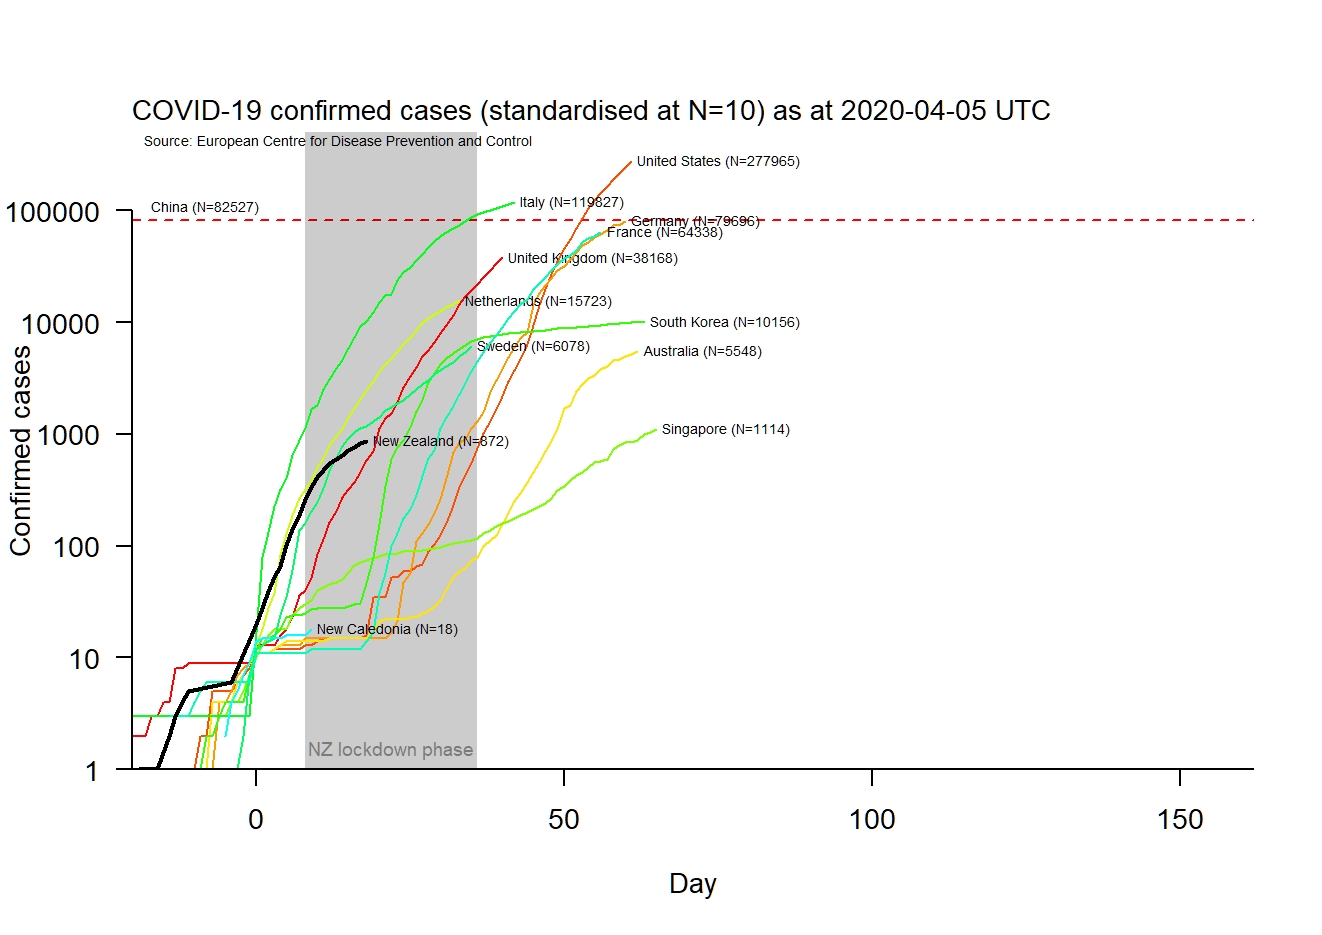 COVID-19 confirmed cases (standardised at N=10) as at 2020-04-05 UTC
Source: European Centre for Disease Prevention and Control
United States (N=277965)
Italy (N=119827)
China (N=82527)
Germany (N=79696)
France (N=64338)
United Kingdom (N=38168)
Netherlands (N=15723)
South Korea (N=10156)
Sweden (N=6078)
Australia (N=5548)
Singapore (N=1114)
New Zealand (N=872)
New Caledonia (N=18)
NZ lockdown phase
Confirmed cases
100000
10000
1000
100
10
1
0
50
100
150
Day